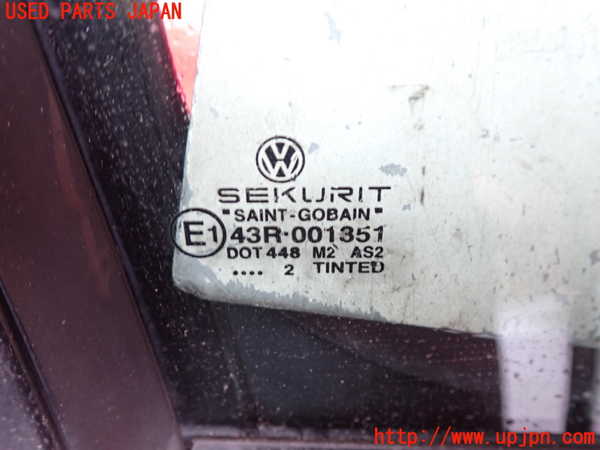 USED PARTS JAPAN
VW
SEKURIT
"SAINT-GOBAIN"
E1 43R-001351
DOT 448 M2 AS2
.... 2 TINTED
http://www.upjpn.com